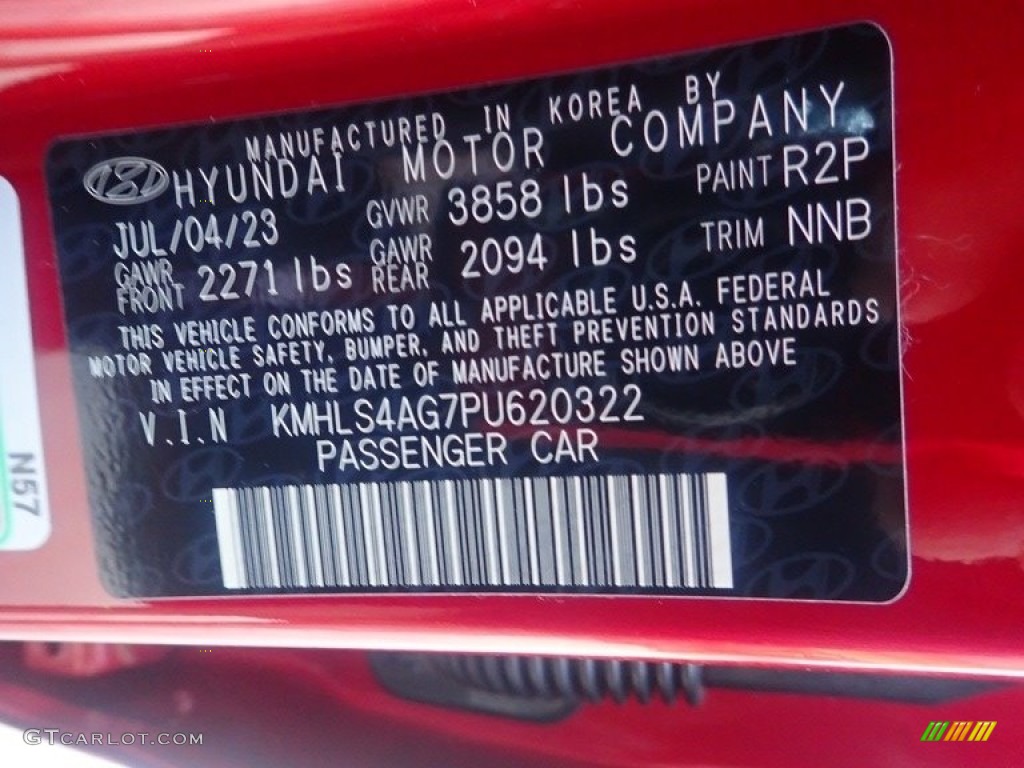 MANUFACTURED IN KOREA BY
HYUNDAI MOTOR COMPANY
JUL/04/23 GVWR 3858 lbs PAINT R2P
GAWR FRONT 2271 lbs GAWR REAR 2094 lbs TRIM NNB
THIS VEHICLE CONFORMS TO ALL APPLICABLE U.S.A. FEDERAL
MOTOR VEHICLE SAFETY, BUMPER, AND THEFT PREVENTION STANDARDS
IN EFFECT ON THE DATE OF MANUFACTURE SHOWN ABOVE
V.I.N KMHLS4AG7PU620322
PASSENGER CAR
N57
GTCARLOT.COM